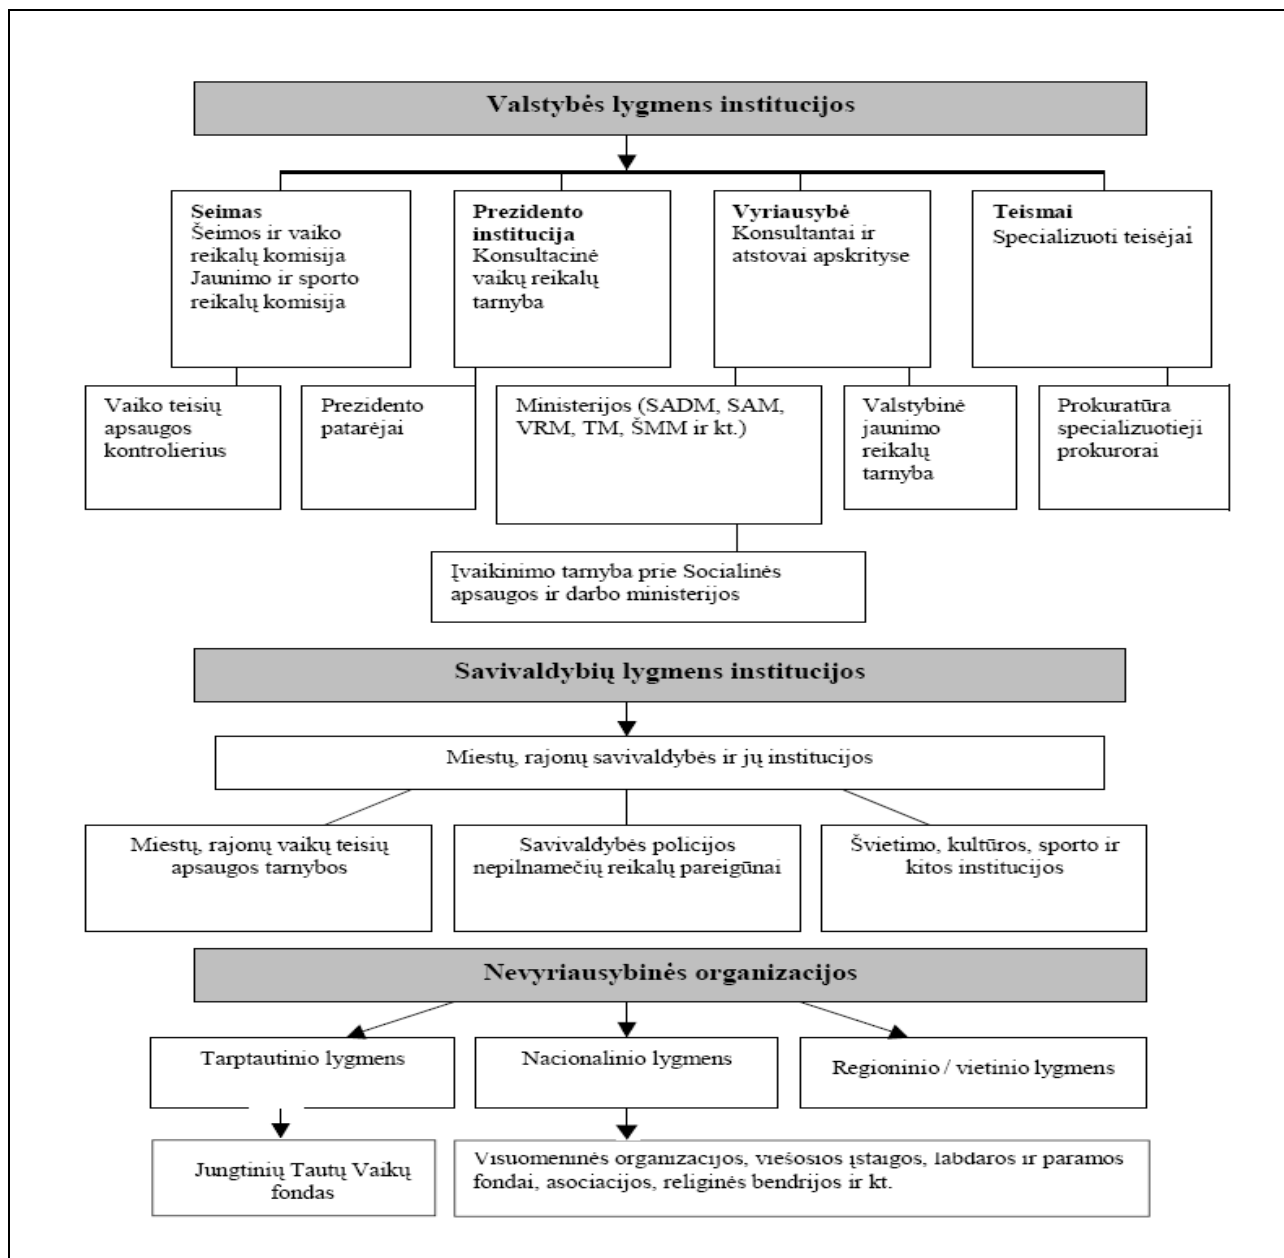 Valstybės lygmens institucijos
Seimas
Šeimos ir vaiko
reikalų komisija
Jaunimo ir sporto
reikalų komisija
Prezidento
institucija
Konsultacinė
vaikų reikalų
tarnyba
Vyriausybė
Konsultantai ir
atstovai apskrityse
Teismai
Specializuoti teisėjai
Vaiko teisių
apsaugos
kontrolierius
Prezidento
patarėjai
Ministerijos (SADM, SAM,
VRM, TM, ŠMM ir kt.)
Valstybinė
jaunimo
reikalų
tarnyba
Prokuratūra
specializuotieji
prokurorai
Įvaikinimo tarnyba prie Socialinės
apsaugos ir darbo ministerijos
Savivaldybių lygmens institucijos
Miestų, rajonų savivaldybės ir jų institucijos
Miestų, rajonų vaikų teisių
apsaugos tarnybos
Savivaldybės policijos
nepilnamečių reikalų pareigūnai
Švietimo, kultūros, sporto ir
kitos institucijos
Nevyriausybinės organizacijos
Tarptautinio lygmens
Nacionalinio lygmens
Regioninio / vietinio lygmens
Jungtinių Tautų Vaikų
fondas
Visuomeninės organizacijos, viešosios įstaigos, labdaros ir paramos
fondai, asociacijos, religinės bendrijos ir kt.